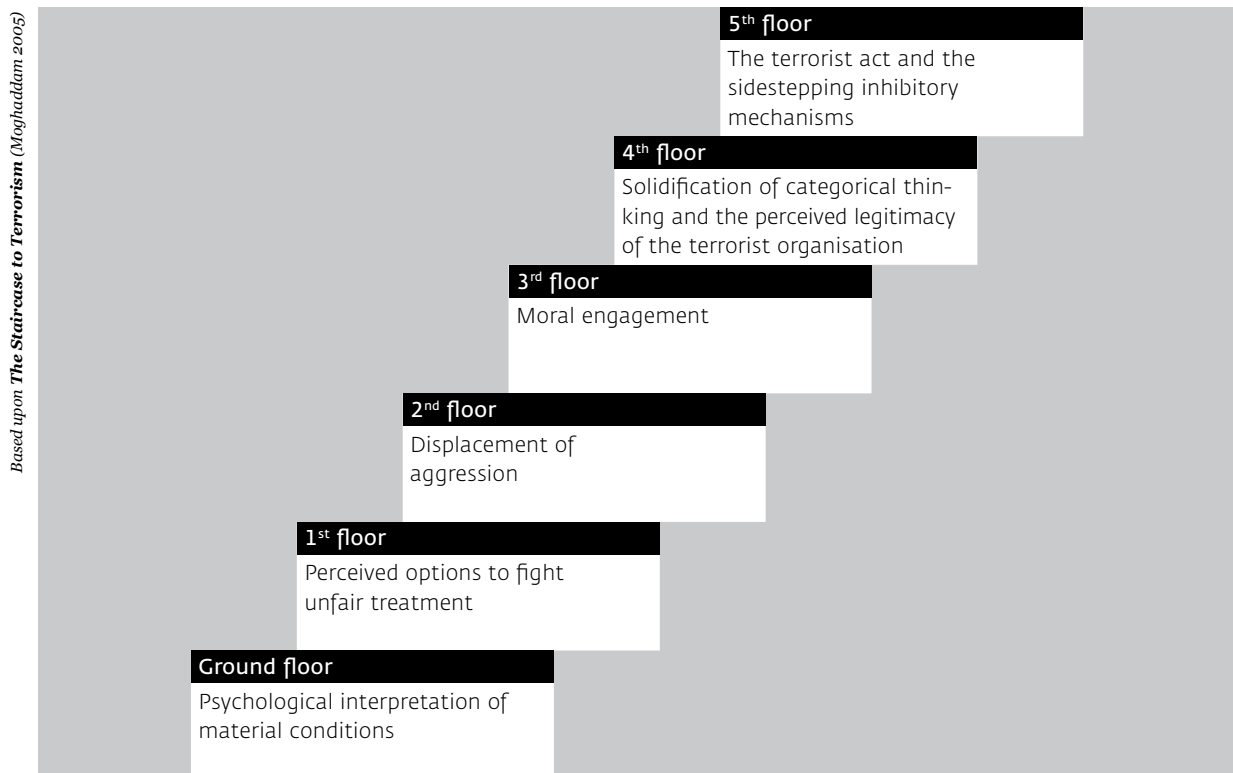 Based upon The Staircase to Terrorism (Moghaddam 2005)
5th floor
The terrorist act and the
sidestepping inhibitory
mechanisms
4th floor
Solidification of categorical thin-
king and the perceived legitimacy
of the terrorist organisation
3rd floor
Moral engagement
2nd floor
Displacement of
aggression
1st floor
Perceived options to fight
unfair treatment
Ground floor
Psychological interpretation of
material conditions